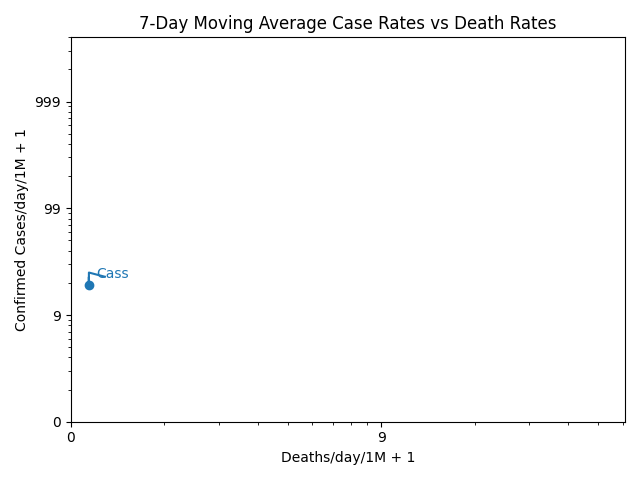 7-Day Moving Average Case Rates vs Death Rates
999
99
9
0
Confirmed Cases/day/1M + 1
Cass
0
9
Deaths/day/1M + 1